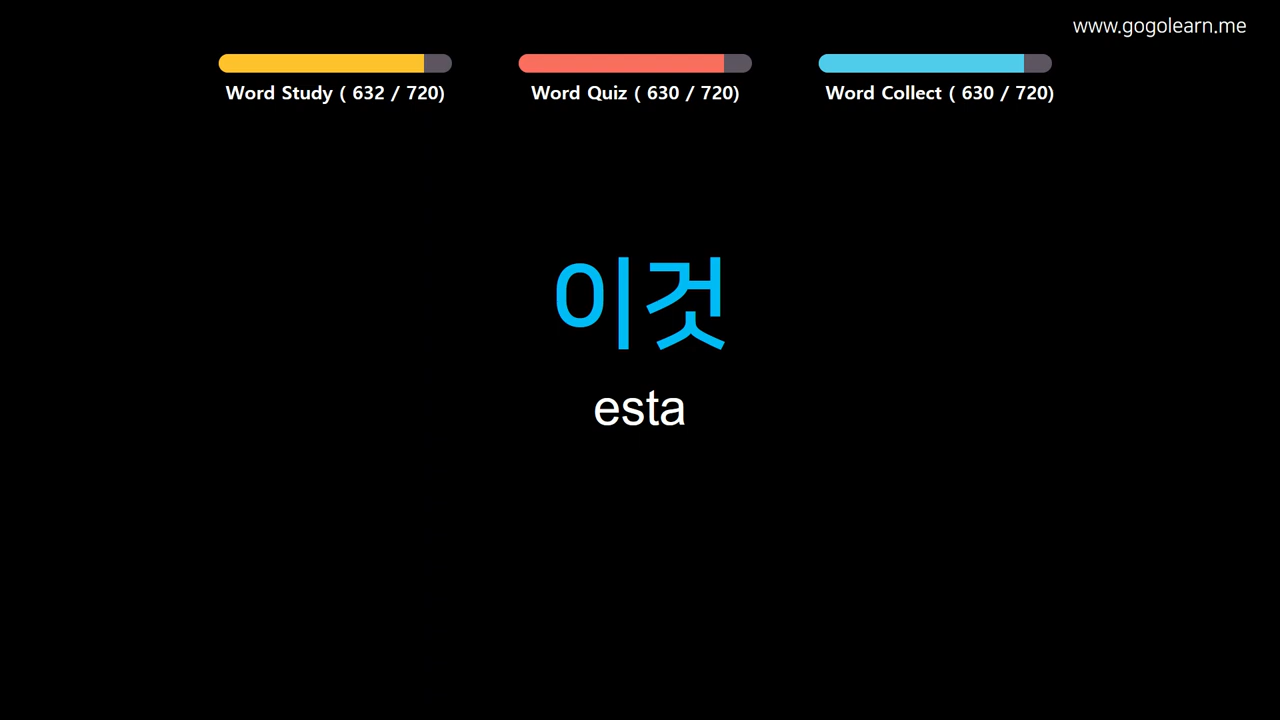 www.gogolearn.me
Word Study ( 632 / 720)
Word Quiz ( 630 / 720)
Word Collect ( 630 / 720)
이것
esta